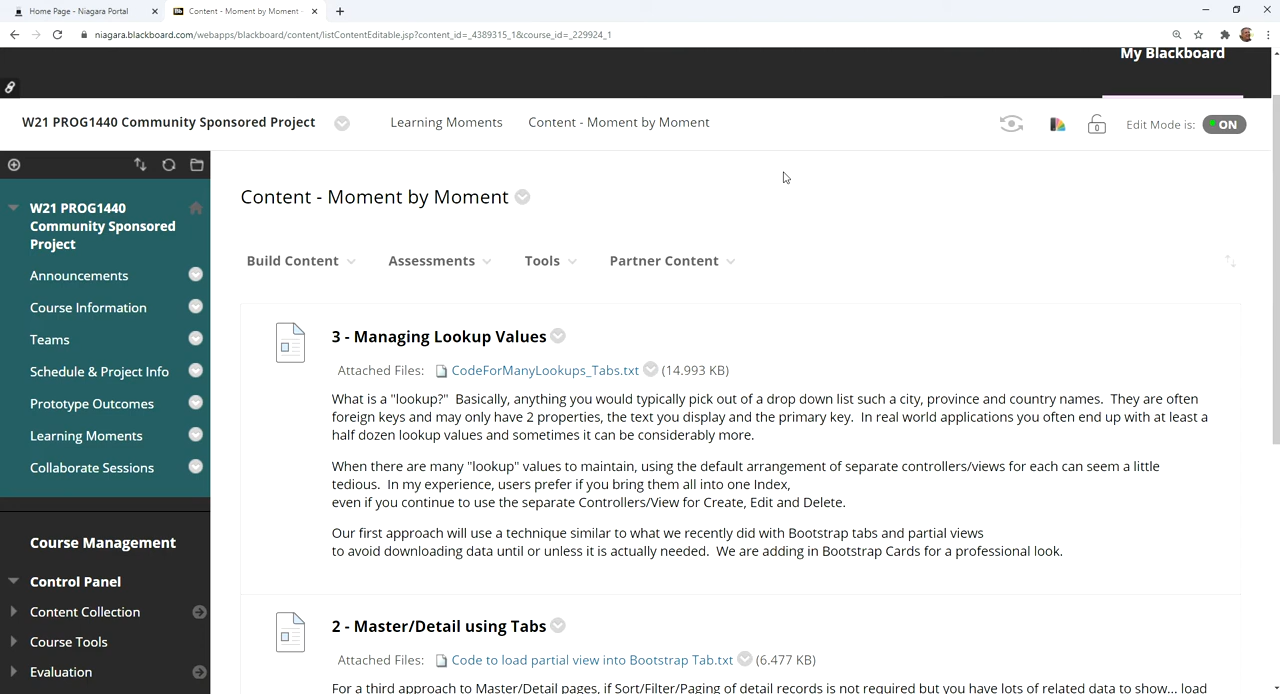 Home Page - Niagara Portal
Content - Moment by Moment -
niagara.blackboard.com/webapps/blackboard/content/listContentEditable.jsp?content_id=_4389315_1&course_id=_229924_1
My Blackboard
W21 PROG1440 Community Sponsored Project
Learning Moments
Content - Moment by Moment
Edit Mode is:
ON
W21 PROG1440
Community Sponsored
Project
Announcements
Course Information
Teams
Schedule & Project Info
Prototype Outcomes
Learning Moments
Collaborate Sessions
Course Management
Control Panel
Content Collection
Course Tools
Evaluation
Content - Moment by Moment
Build Content
Assessments
Tools
Partner Content
3 - Managing Lookup Values
Attached Files: CodeForManyLookups_Tabs.txt (14.993 KB)
What is a "lookup?"  Basically, anything you would typically pick out of a drop down list such a city, province and country names.  They are often
foreign keys and may only have 2 properties, the text you display and the primary key.  In real world applications you often end up with at least a
half dozen lookup values and sometimes it can be considerably more.
When there are many "lookup" values to maintain, using the default arrangement of separate controllers/views for each can seem a little
tedious.  In my experience, users prefer if you bring them all into one Index,
even if you continue to use the separate Controllers/View for Create, Edit and Delete.
Our first approach will use a technique similar to what we recently did with Bootstrap tabs and partial views
to avoid downloading data until or unless it is actually needed.  We are adding in Bootstrap Cards for a professional look.
2 - Master/Detail using Tabs
Attached Files: Code to load partial view into Bootstrap Tab.txt (6.477 KB)
For a third approach to Master/Detail pages, if Sort/Filter/Paging of detail records is not required but you have lots of related data to show... load